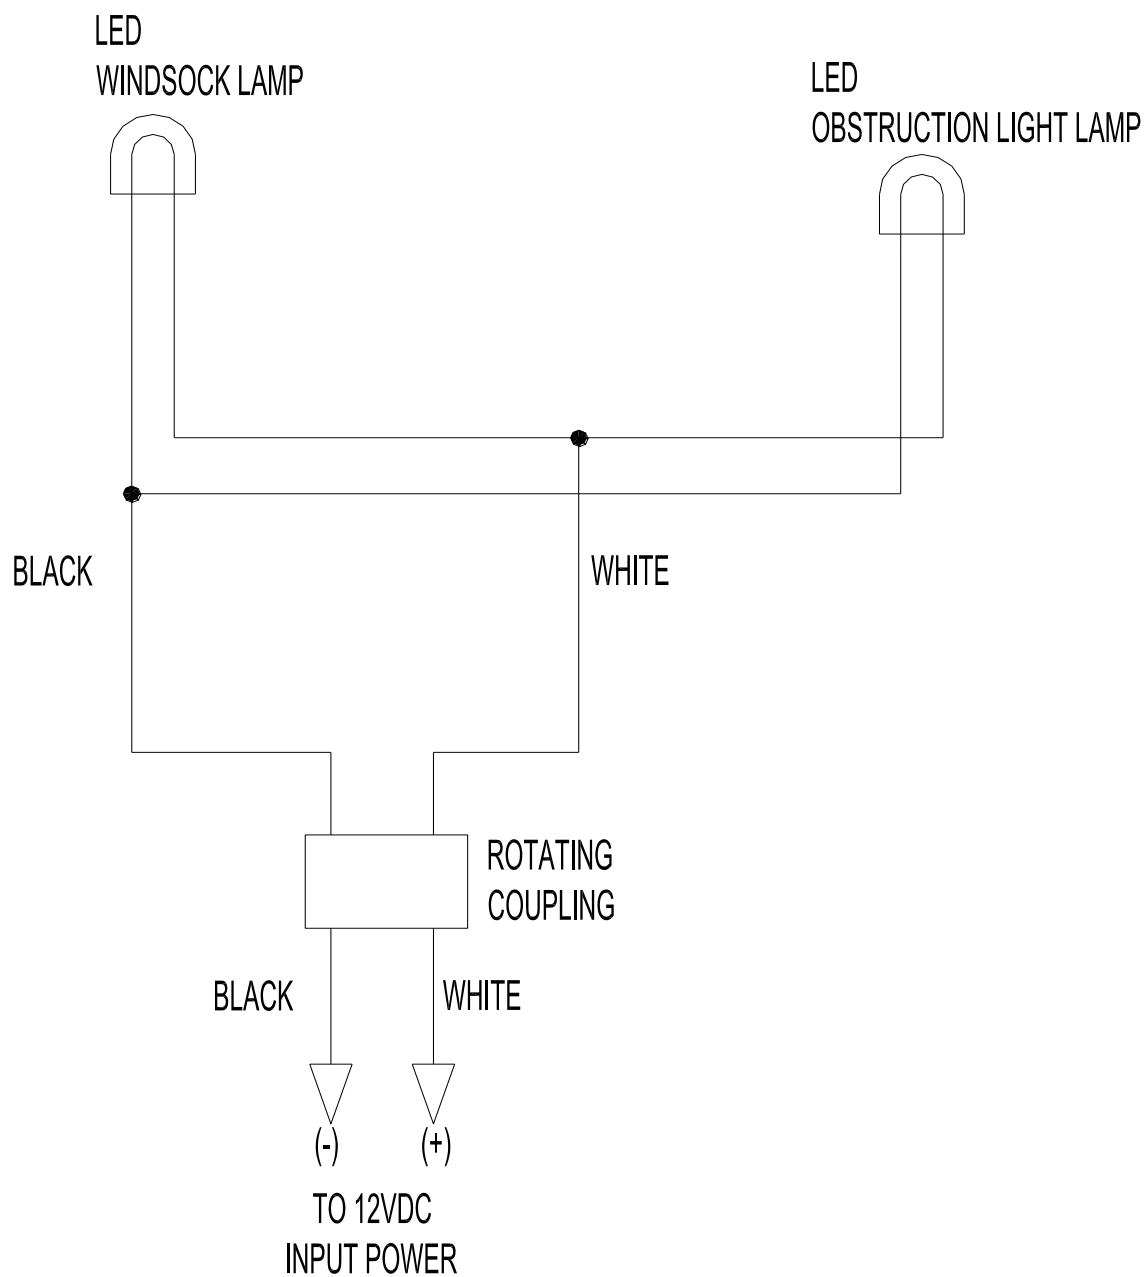 LED
WINDSOCK LAMP
LED
OBSTRUCTION LIGHT LAMP
BLACK
WHITE
ROTATING
COUPLING
BLACK
WHITE
(-)
(+)
TO 12VDC
INPUT POWER